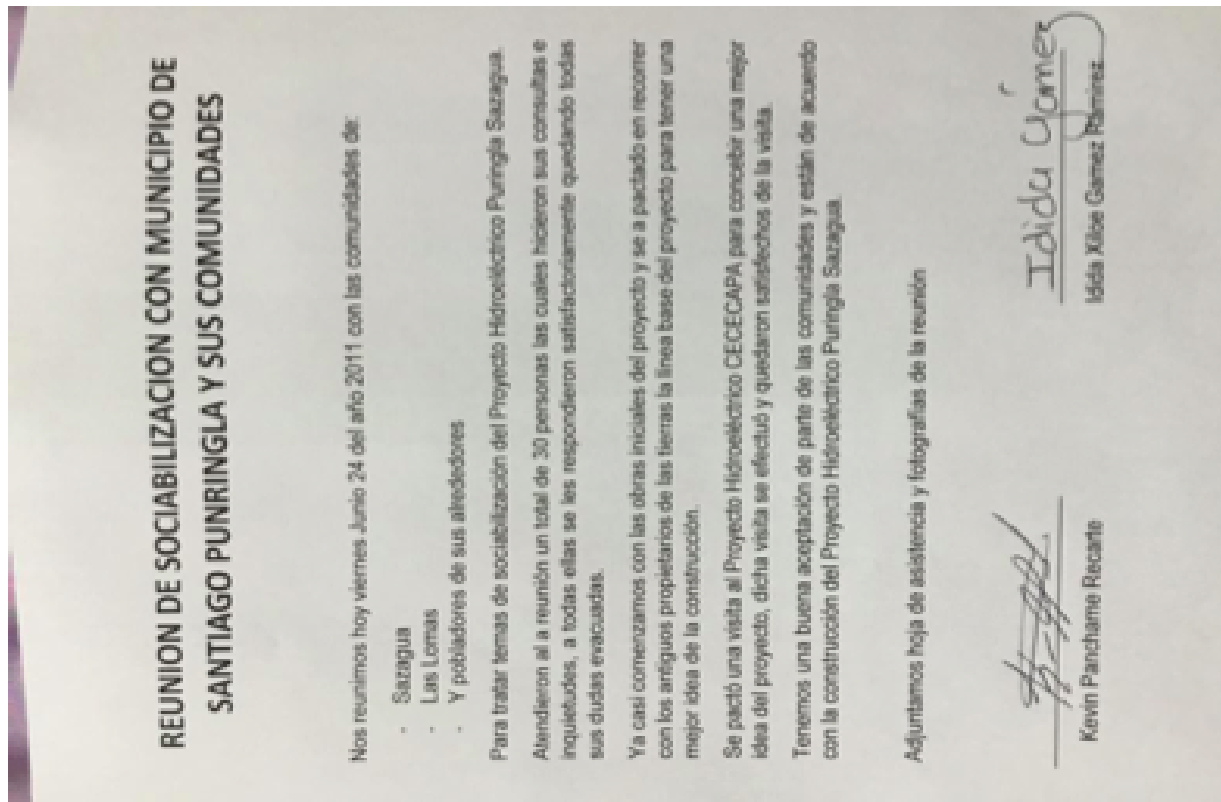 REUNION DE SOCIABILIZACION CON MUNICIPIO DE
SANTIAGO PUNRINGLA Y SUS COMUNIDADES
Nos reunimos hoy viernes Junio 24 del año 2011 con las comunidades de:
- Sazagua
- Las Lomas
- Y pobladores de sus alrededores
Para tratar temas de sociabilización del Proyecto Hidroeléctrico Puringla Sazagua.
Atendieron al a reunión un total de 30 personas las cuales hicieron sus consultas e
inquietudes, a todas ellas se les respondieron satisfactoriamente quedando todas
sus dudas evacuadas.
Ya casi comenzamos con las obras iniciales del proyecto y se a pactado en recorrer
con los antiguos propietarios de las tierras la línea base del proyecto para tener una
mejor idea de la construcción.
Se pactó una visita al Proyecto Hidroeléctrico CECECAPA para concebir una mejor
idea del proyecto, dicha visita se efectuó y quedaron satisfechos de la visita.
Tenemos una buena aceptación de parte de las comunidades y están de acuerdo
con la construcción del Proyecto Hidroeléctrico Puringla Sazagua.
Adjuntamos hoja de asistencia y fotografías de la reunión
Idida Gámez
Kevin Panchame Recarte
Idida Xiloe Gamez Ramirez